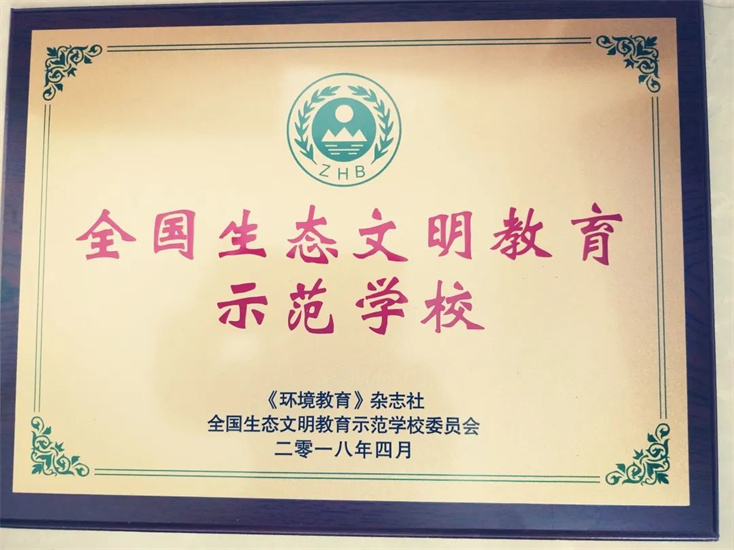 ZHB
全国生态文明教育
示范学校
《环境教育》杂志社
全国生态文明教育示范学校委员会
二零一八年四月